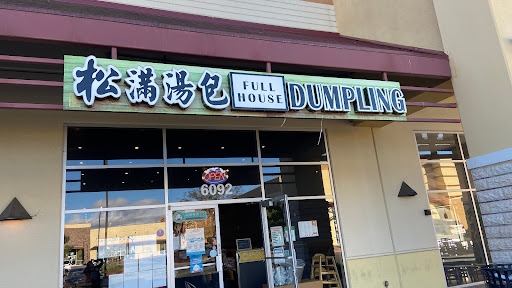 松滿湯包
FULL
HOUSE
DUMPLING
OPEN
6092